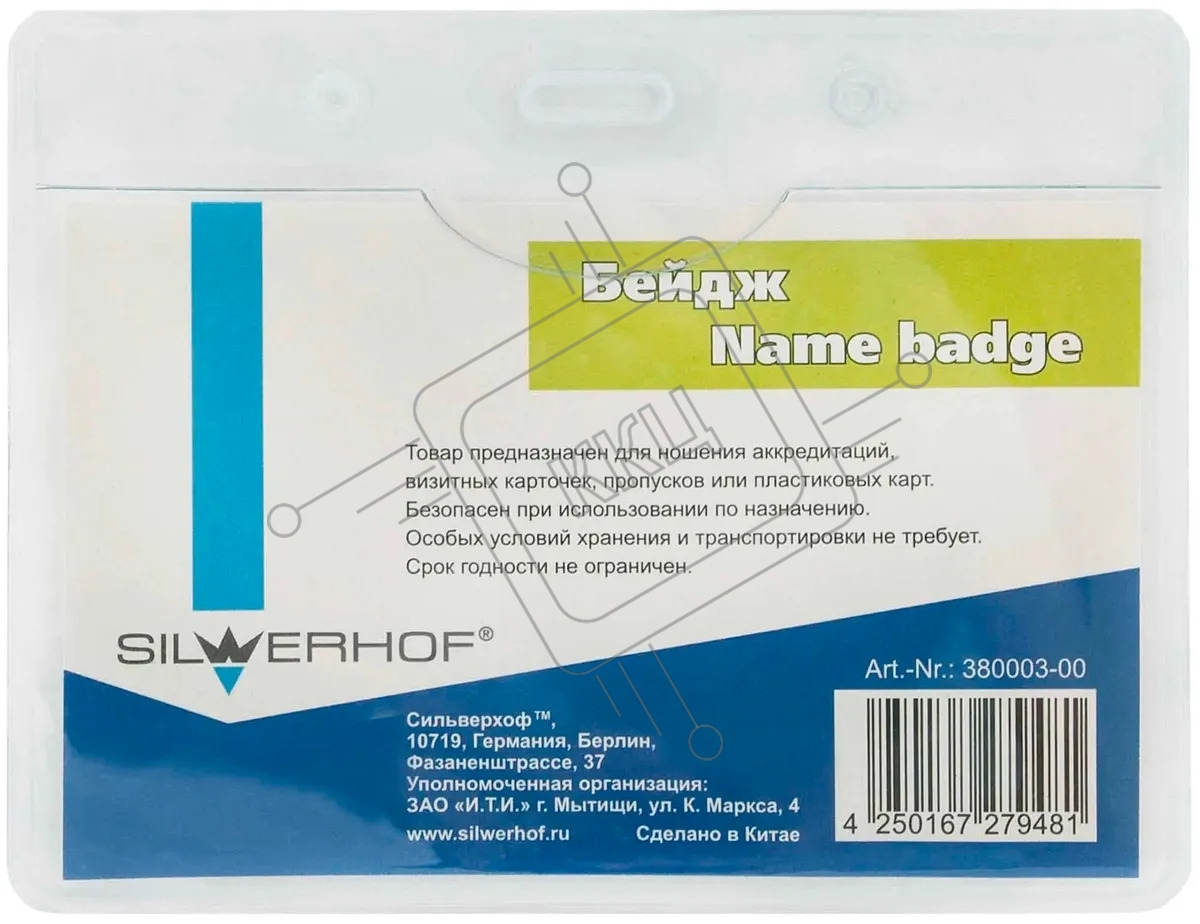 Бейдж
Name badge
ККЦ
Товар предназначен для ношения аккредитаций,
визитных карточек, пропусков или пластиковых карт.
Безопасен при использовании по назначению.
Особых условий хранения и транспортировки не требует.
Срок годности не ограничен.
SILWERHOF®
Art.-Nr.: 380003-00
Сильверхоф™,
10719, Германия, Берлин,
Фазаненштрассе, 37
Уполномоченная организация:
ЗАО «И.Т.И.» г. Мытищи, ул. К. Маркса, 4
www.silwerhof.ru Сделано в Китае
4 250167 279481